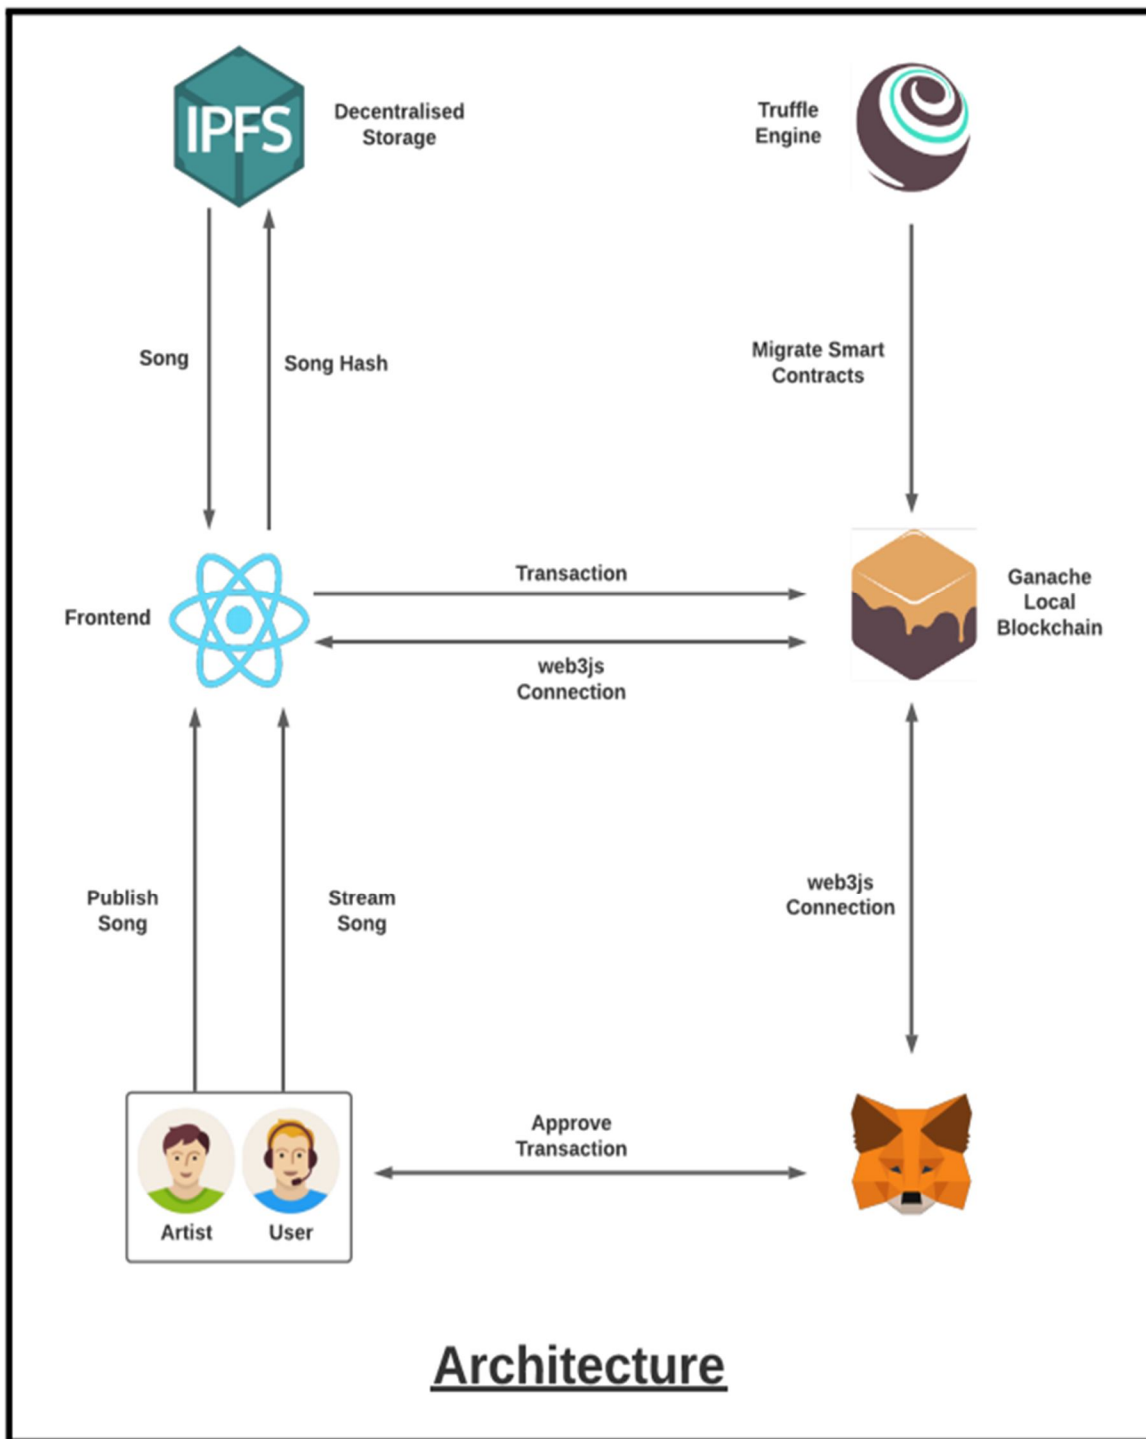 IPFS
Decentralised
Storage
Truffle
Engine
Song
Song Hash
Migrate Smart
Contracts
Frontend
Transaction
web3js
Connection
Ganache
Local
Blockchain
Publish
Song
Stream
Song
web3js
Connection
Artist
User
Approve
Transaction
Architecture